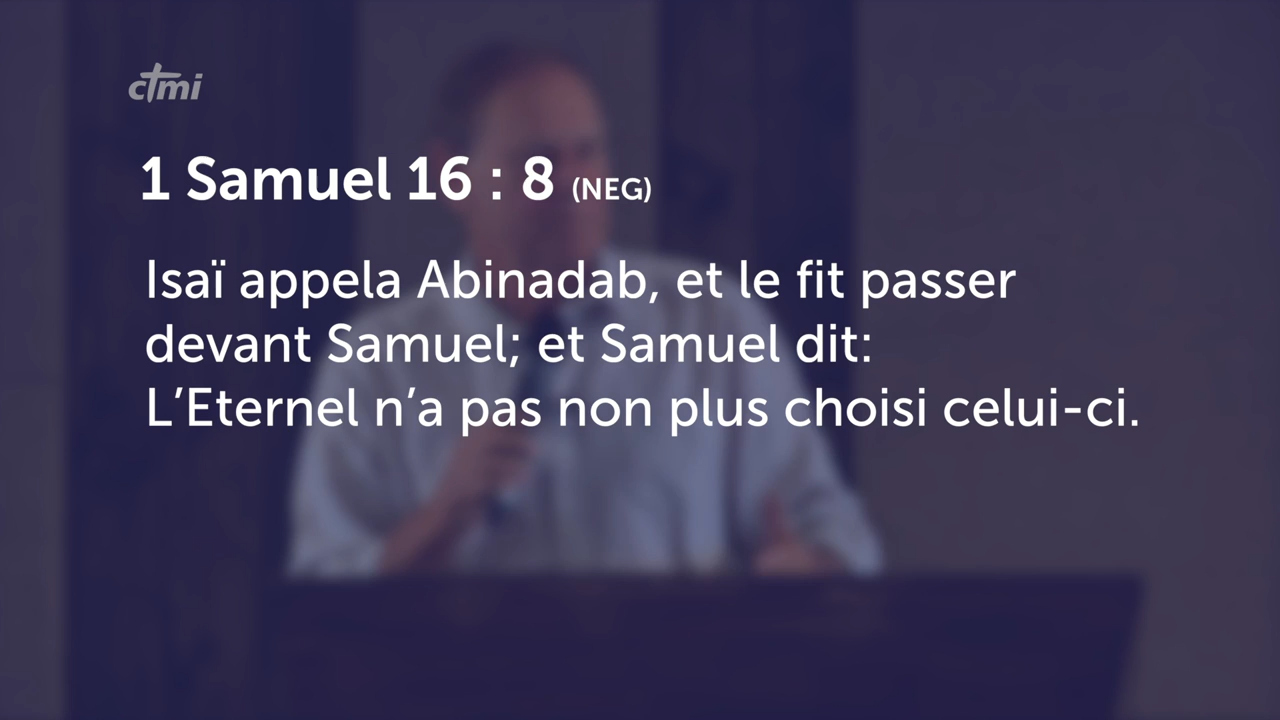 ctmi
1 Samuel 16 : 8 (NEG)
Isaï appela Abinadab, et le fit passer
devant Samuel; et Samuel dit:
L’Eternel n’a pas non plus choisi celui-ci.